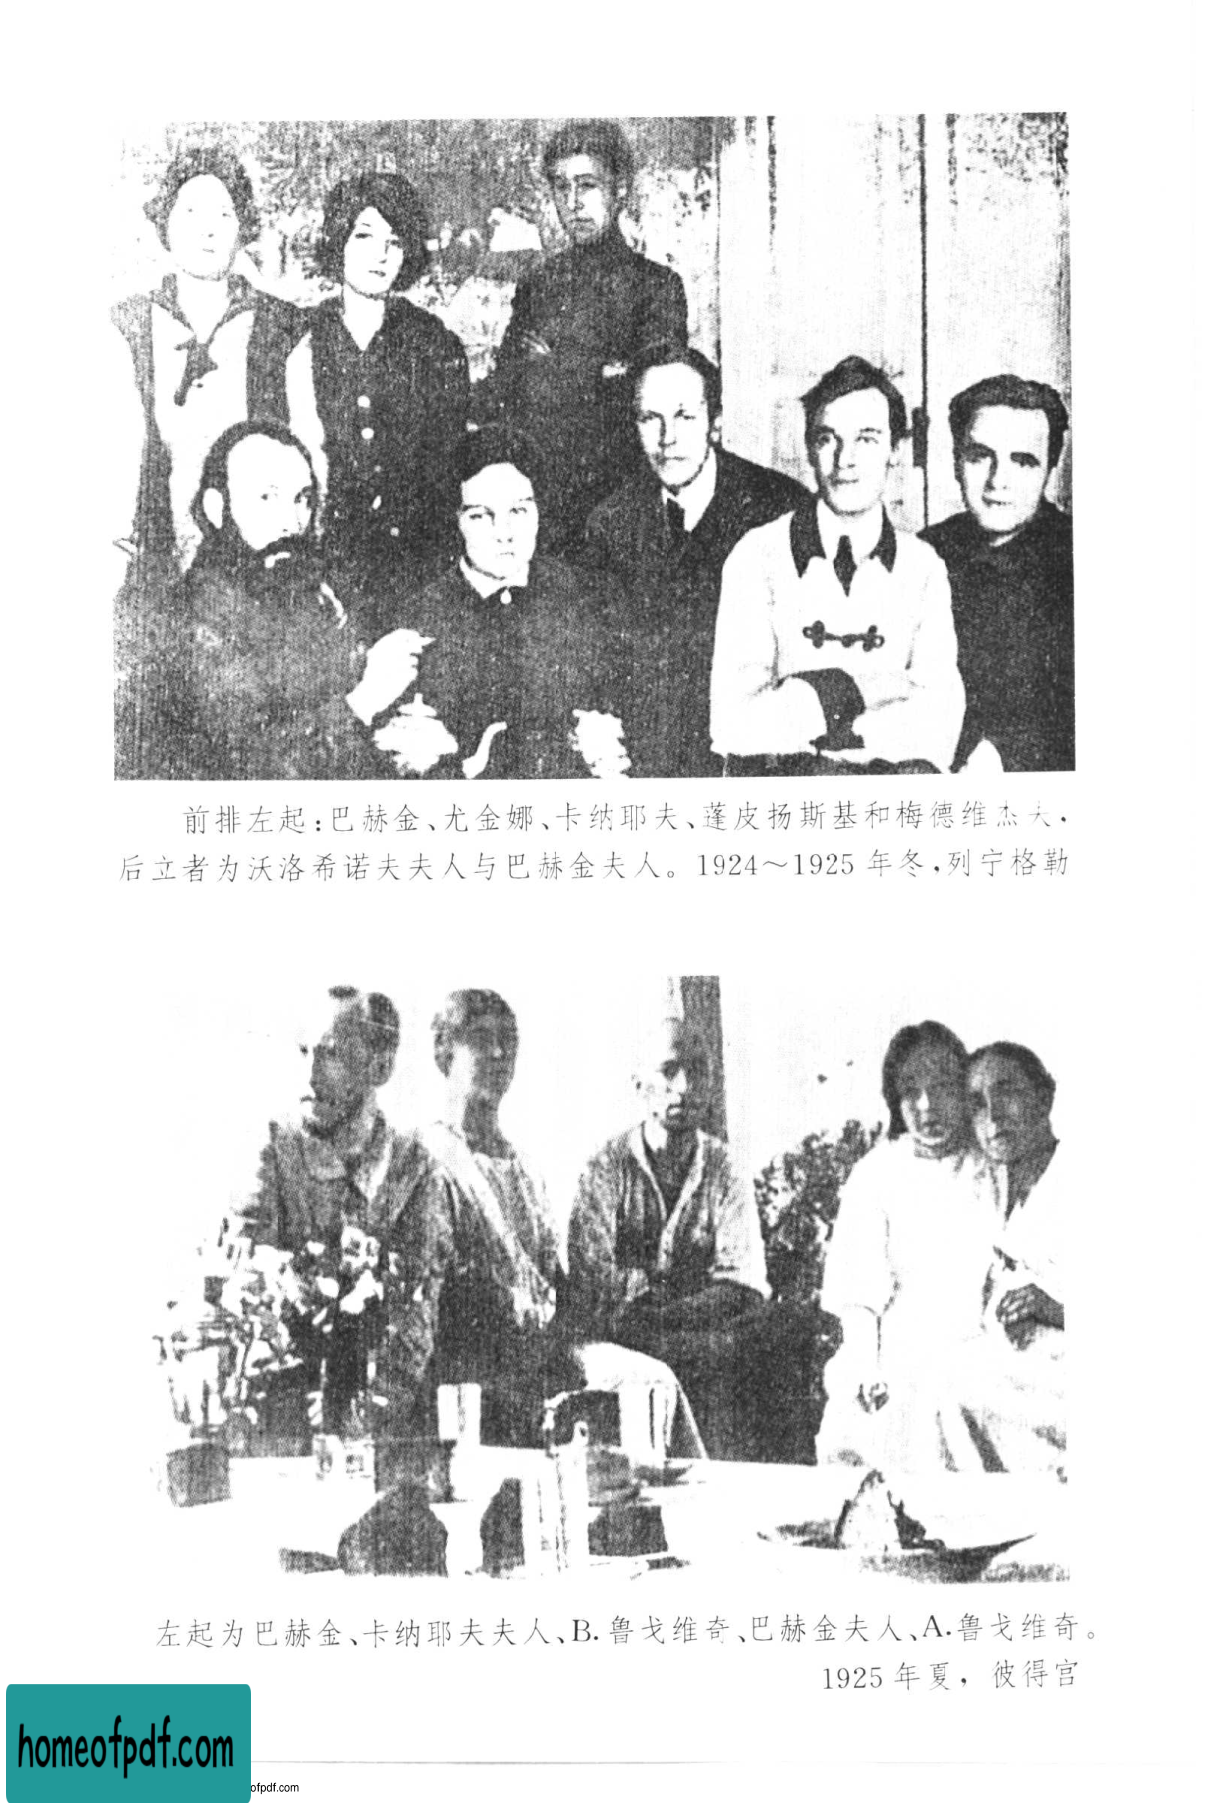 前排左起:巴赫金、尤金娜、卡纳耶夫、蓬皮扬斯基和梅德维杰夫,
后立者为沃洛希诺夫夫人与巴赫金夫人。1924～1925 年冬,列宁格勒
左起为巴赫金、卡纳耶夫夫人、B.鲁戈维奇、巴赫金夫人、A.鲁戈维奇。
1925 年夏，彼得宫
homeofpdf.com
ofpdf.com